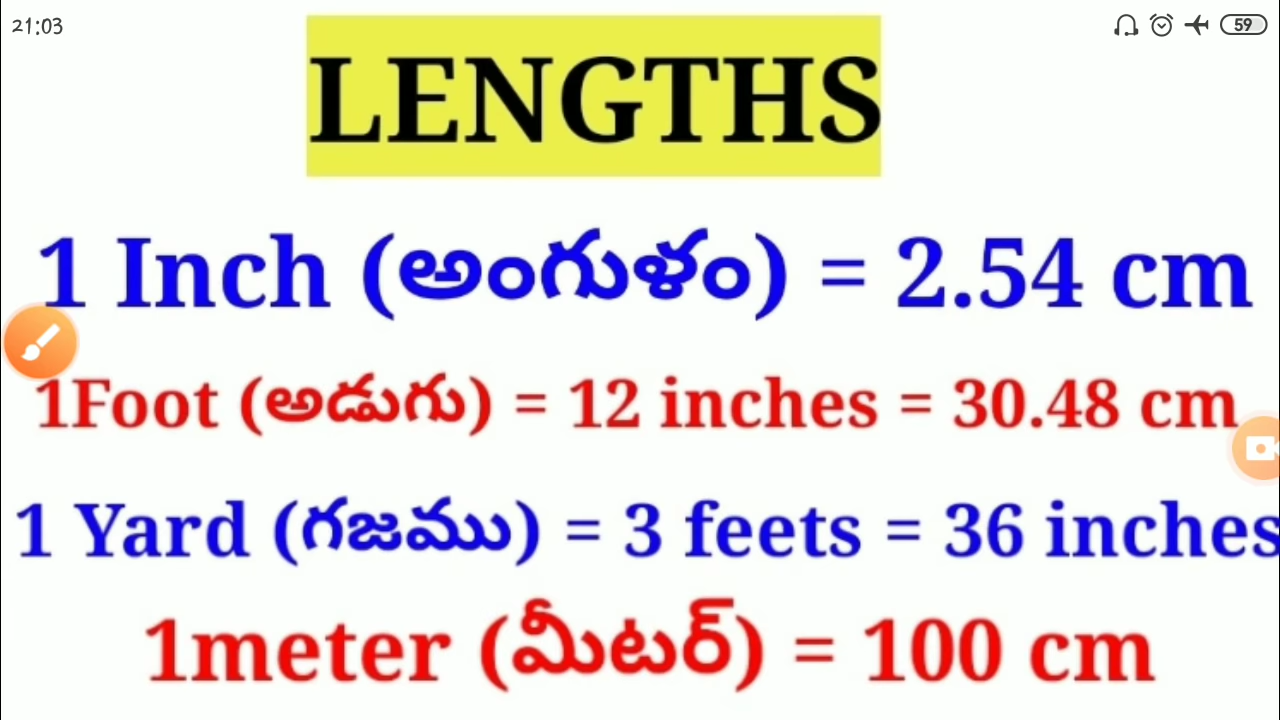 21:03
59
LENGTHS
1 Inch (అంగుళం) = 2.54 cm
1Foot (అడుగు) = 12 inches = 30.48 cm
1 Yard (గజము) = 3 feets = 36 inches
1meter (మీటర్) = 100 cm